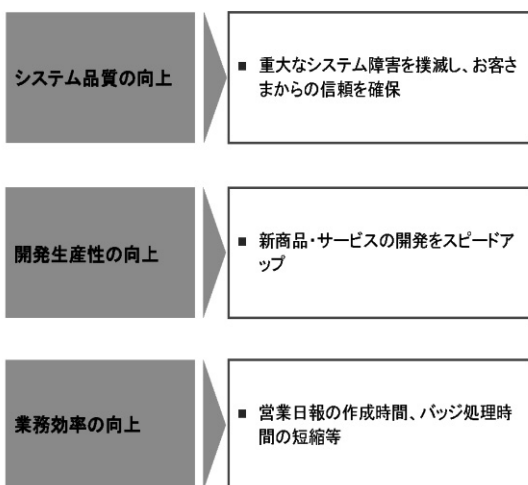 システム品質の向上
■ 重大なシステム障害を撲滅し、お客さ
まからの信頼を確保
開発生産性の向上
■ 新商品・サービスの開発をスピードア
ップ
業務効率の向上
■ 営業日報の作成時間、バッジ処理時
間の短縮等